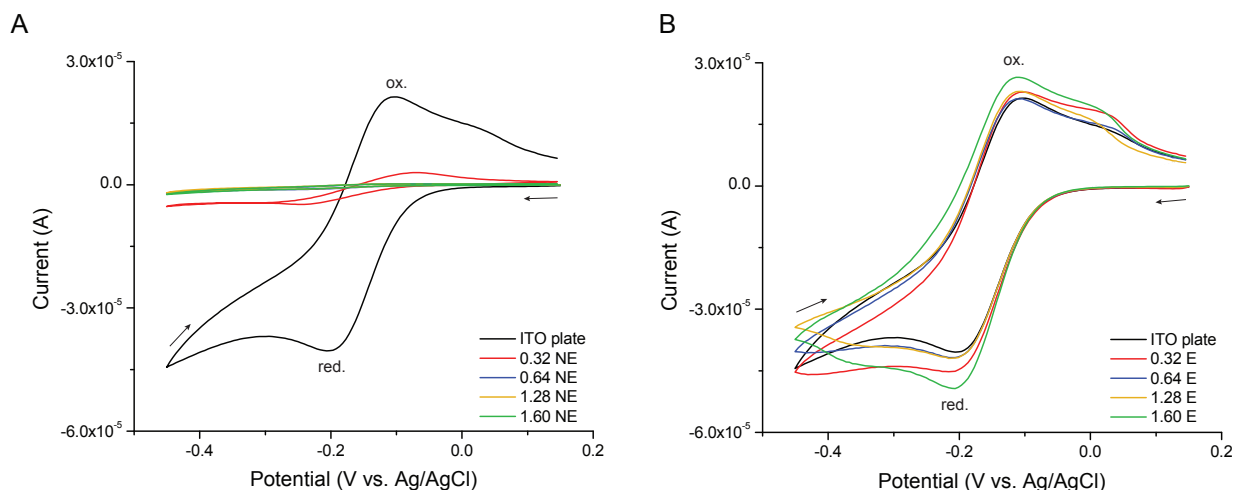 A
3.0x10⁻⁵
0.0
-3.0x10⁻⁵
-6.0x10⁻⁵
Current (A)
ox.
red.
ITO plate
0.32 NE
0.64 NE
1.28 NE
1.60 NE
-0.4
-0.2
0.0
0.2
Potential (V vs. Ag/AgCl)
B
3.0x10⁻⁵
0.0
-3.0x10⁻⁵
-6.0x10⁻⁵
Current (A)
ox.
red.
ITO plate
0.32 E
0.64 E
1.28 E
1.60 E
-0.4
-0.2
0.0
0.2
Potential (V vs. Ag/AgCl)